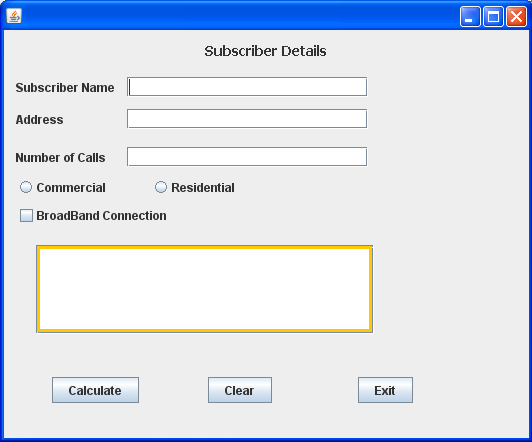 Subscriber Details
Subscriber Name
Address
Number of Calls
Commercial Residential
BroadBand Connection
Calculate Clear Exit